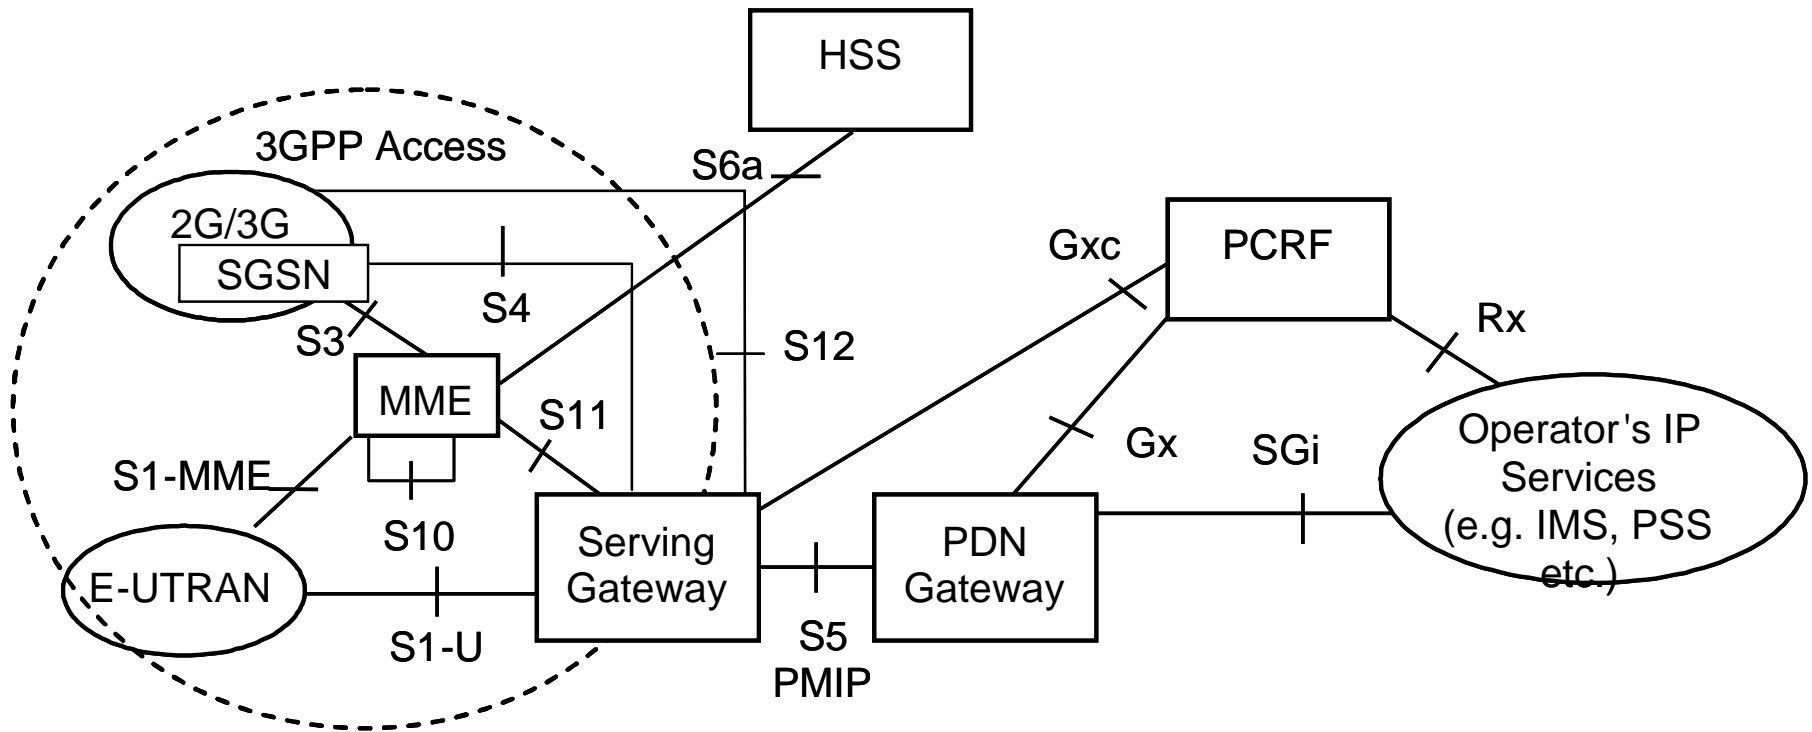 HSS
3GPP Access
S6a
2G/3G
SGSN
S4
S3
S12
Gxc
PCRF
Rx
MME
S11
S1-MME
S10
Gx
SGi
Operator's IP
Services
(e.g. IMS, PSS
etc.)
E-UTRAN
S1-U
Serving
Gateway
S5
PMIP
PDN
Gateway